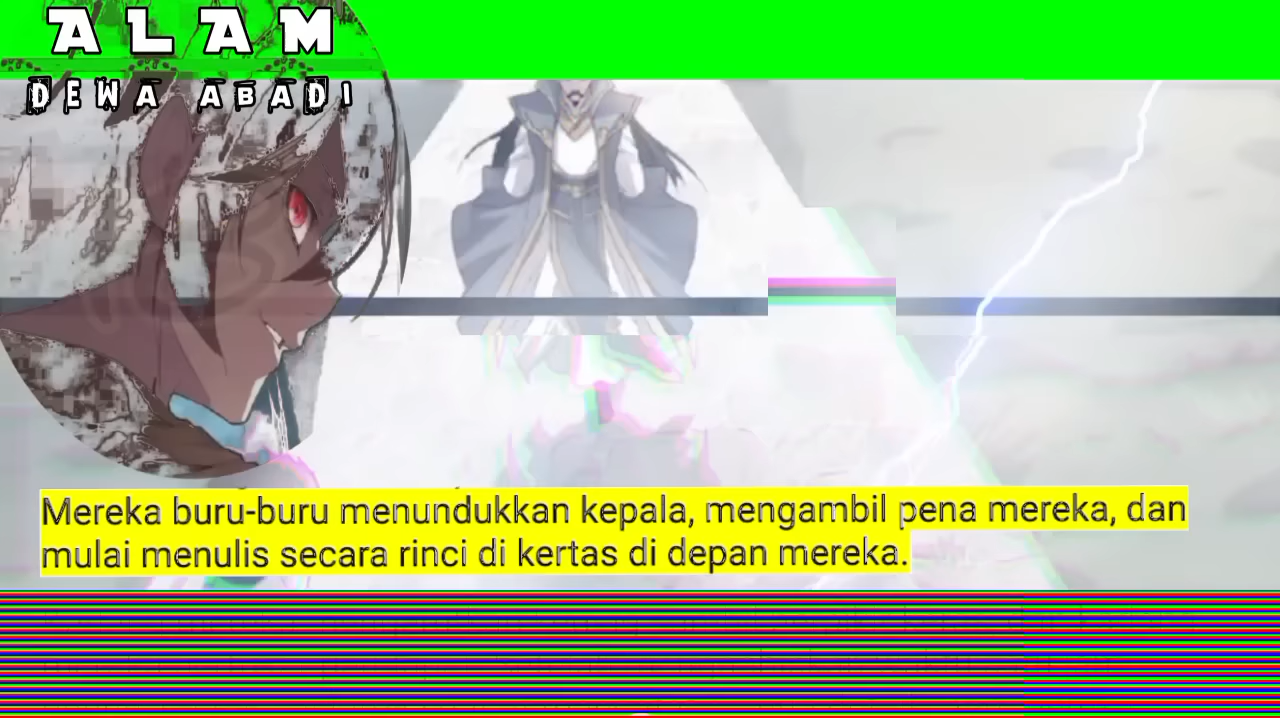 ALAM
DEWA ABADI
Mereka buru-buru menundukkan kepala, mengambil pena mereka, dan
mulai menulis secara rinci di kertas di depan mereka.